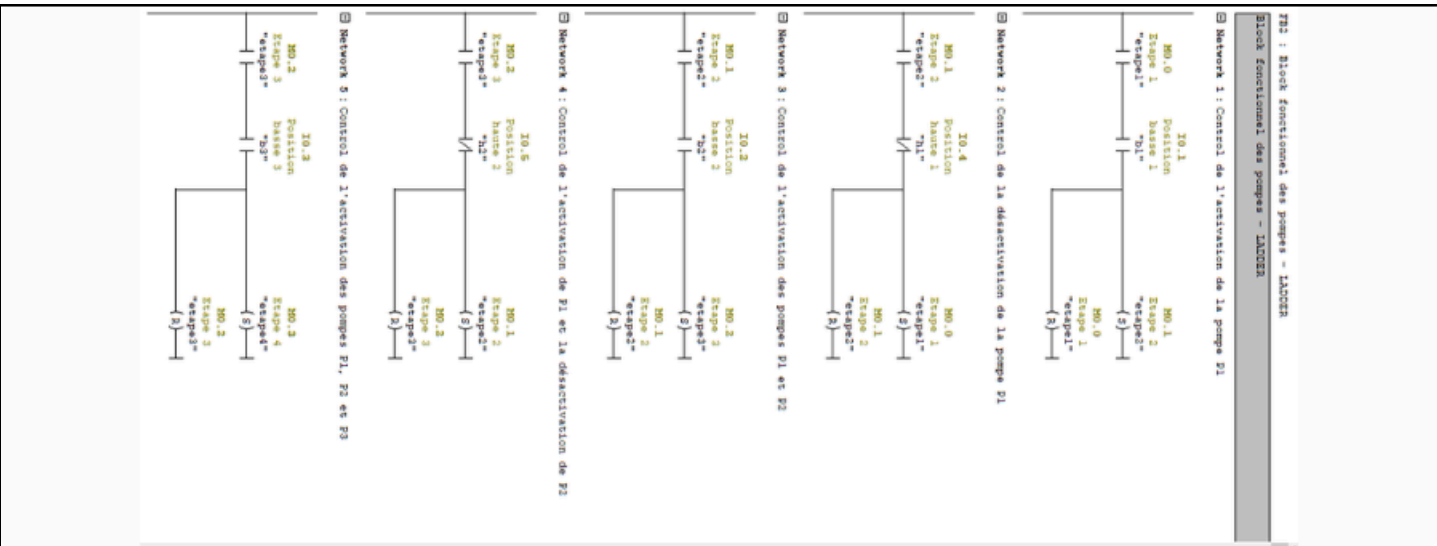 FB2 : Block fonctionnel des pompes - LADDER
Block fonctionnel des pompes - LADDER
Network 1 : Control de l'activation de la pompe P1
M0.0
Etape 1
"etape1"
I0.1
Position
basse 1
"b1"
M0.1
Etape 2
"etape2"
(S)
M0.0
Etape 1
"etape1"
(R)
Network 2 : Control de la désactivation de la pompe P1
M0.1
Etape 2
"etape2"
I0.4
Position
haute 1
"h1"
M0.0
Etape 1
"etape1"
(S)
M0.1
Etape 2
"etape2"
(R)
Network 3 : Control de l'activation des pompes P1 et P2
M0.1
Etape 2
"etape2"
I0.2
Position
basse 2
"b2"
M0.2
Etape 3
"etape3"
(S)
M0.1
Etape 2
"etape2"
(R)
Network 4 : Control de l'activation de P1 et la désactivation de P2
M0.2
Etape 3
"etape3"
I0.5
Position
haute 2
"h2"
M0.1
Etape 2
"etape2"
(S)
M0.2
Etape 3
"etape3"
(R)
Network 5 : Control de l'activation des pompes P1, P2 et P3
M0.2
Etape 3
"etape3"
I0.3
Position
basse 3
"b3"
M0.3
Etape 4
"etape4"
(S)
M0.2
Etape 3
"etape3"
(R)